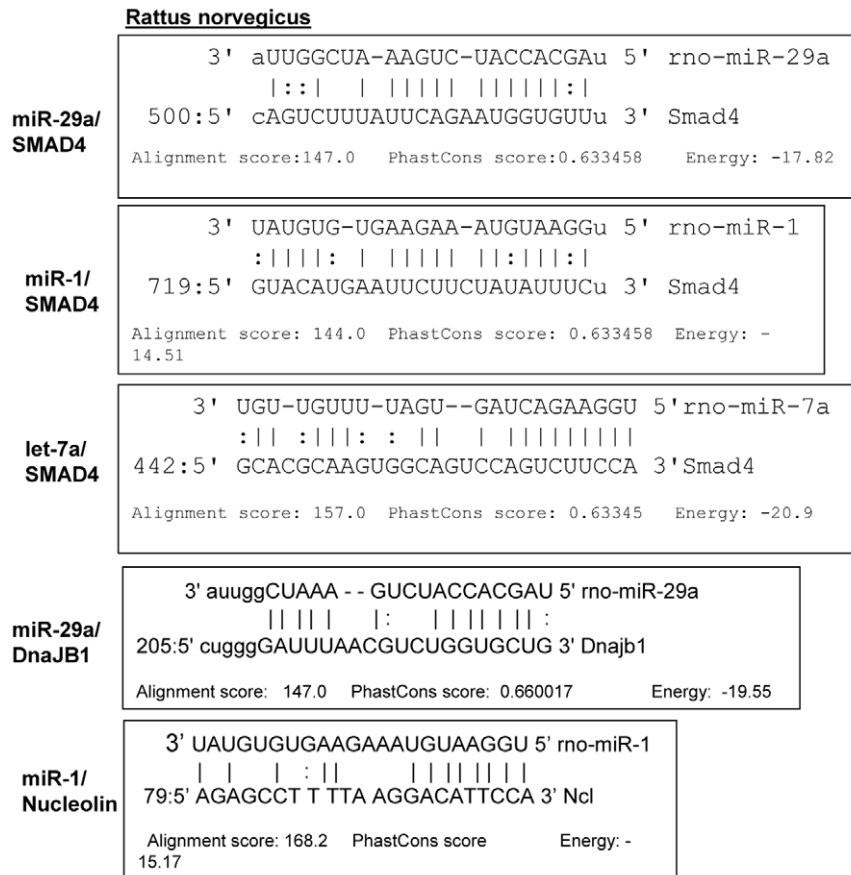 Rattus norvegicus
miR-29a/
SMAD4
3' aUUGGCUA-AAGUC-UACCACGAu 5' rno-miR-29a
|::| | ||||| ||||||:|
500:5' cAGUCUUUAUUCAGAAUGGUGUUu 3' Smad4
Alignment score:147.0 PhastCons score:0.633458 Energy: -17.82
miR-1/
SMAD4
3' UAUGUG-UGAAGAA-AUGUAAGGu 5' rno-miR-1
:||||: | ||||| ||:|||:|
719:5' GUACAUGAAUUCUUCUAUAUUUCu 3' Smad4
Alignment score: 144.0 PhastCons score: 0.633458 Energy: -
14.51
let-7a/
SMAD4
3' UGU-UGUUU-UAGU--GAUCAGAAGGU 5'rno-miR-7a
:|| :|||: : || | ||||||||||
442:5' GCACGCAAGUGGCAGUCCAGUCUUCCA 3'Smad4
Alignment score: 157.0 PhastCons score: 0.63345 Energy: -20.9
miR-29a/
DnaJB1
3' auuggCUAAA - - GUCUACCACGAU 5' rno-miR-29a
||||| |: |||||||:
205:5' cugggGAUUUAACGUCUGGUGCUG 3' Dnajb1
Alignment score: 147.0 PhastCons score: 0.660017 Energy: -19.55
miR-1/
Nucleolin
3' UAUGUGUGAAGAAAUGUAAGGU 5' rno-miR-1
| | | :|| |||||||
79:5' AGAGCCT T TTA AGGACATTCCA 3' Ncl
Alignment score: 168.2 PhastCons score Energy: -
15.17